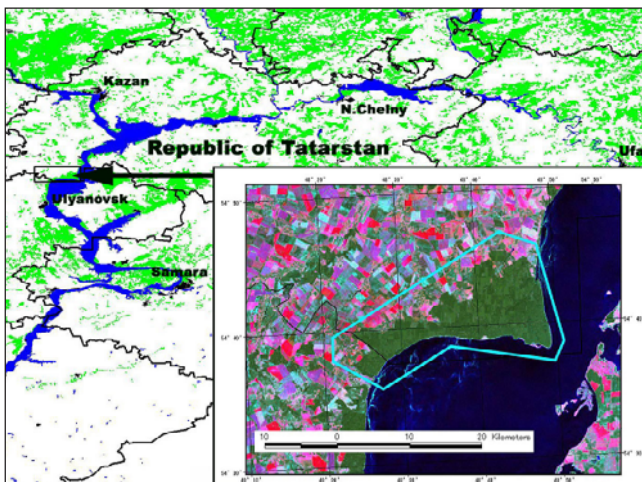 Kazan
N.Chelny
Republic of Tatarstan
Ufa
Ulyanovsk
Samara
10 0 10 20 Kilometers